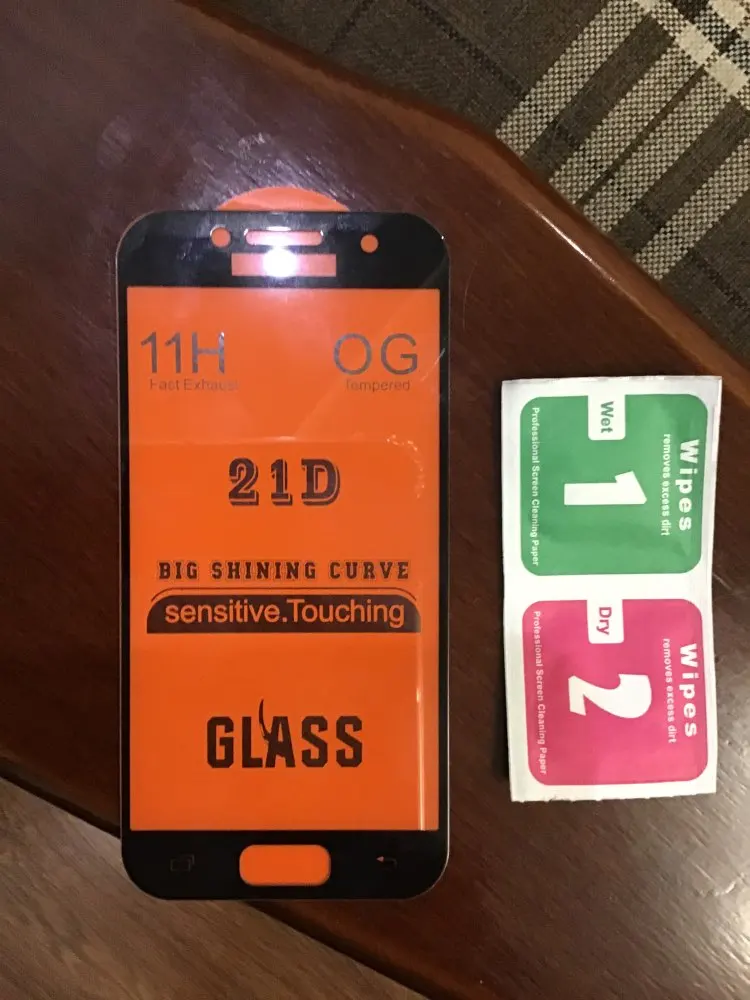 11H
Fact Exhaust
OG
Tempered
21D
BIG SHINING CURVE
sensitive.Touching
GLASS
Wipes
removes excess dirt
Wet
1
Professional Screen Cleaning Paper
Wipes
removes excess dirt
Dry
2
Professional Screen Cleaning Paper